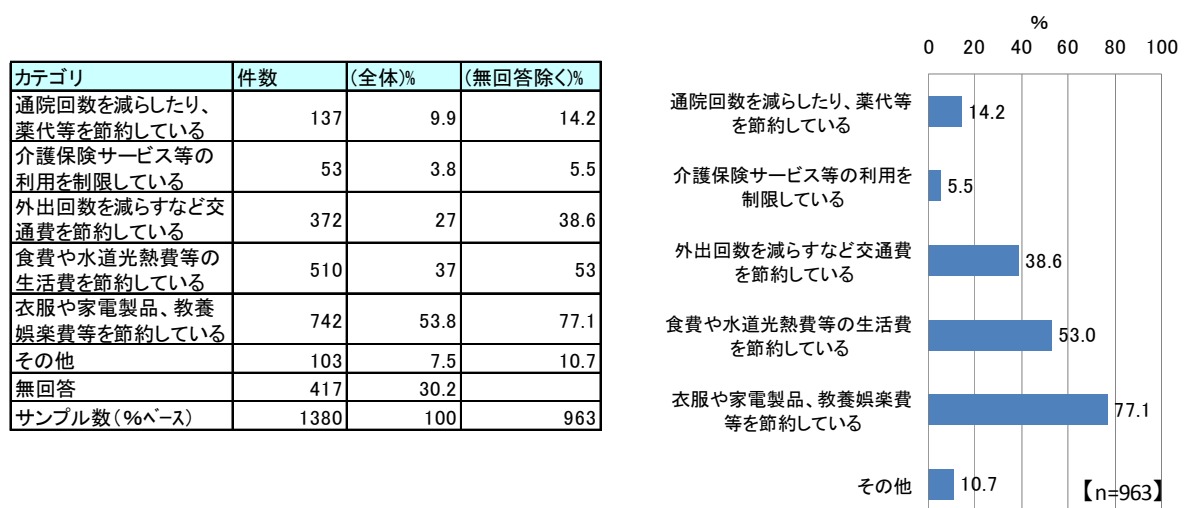 カテゴリ 件数 (全体)% (無回答除く)%
通院回数を減らしたり、
薬代等を節約している 137 9.9 14.2
介護保険サービス等の
利用を制限している 53 3.8 5.5
外出回数を減らすなど交
通費を節約している 372 27 38.6
食費や水道光熱費等の
生活費を節約している 510 37 53
衣服や家電製品、教養
娯楽費等を節約している 742 53.8 77.1
その他 103 7.5 10.7
無回答 417 30.2
サンプル数(%ベース) 1380 100 963
%
0 20 40 60 80 100
通院回数を減らしたり、薬代等
を節約している
14.2
介護保険サービス等の利用を
制限している
5.5
外出回数を減らすなど交通費
を節約している
38.6
食費や水道光熱費等の生活費
を節約している
53.0
衣服や家電製品、教養娯楽費
等を節約している
77.1
その他
10.7
【n=963】